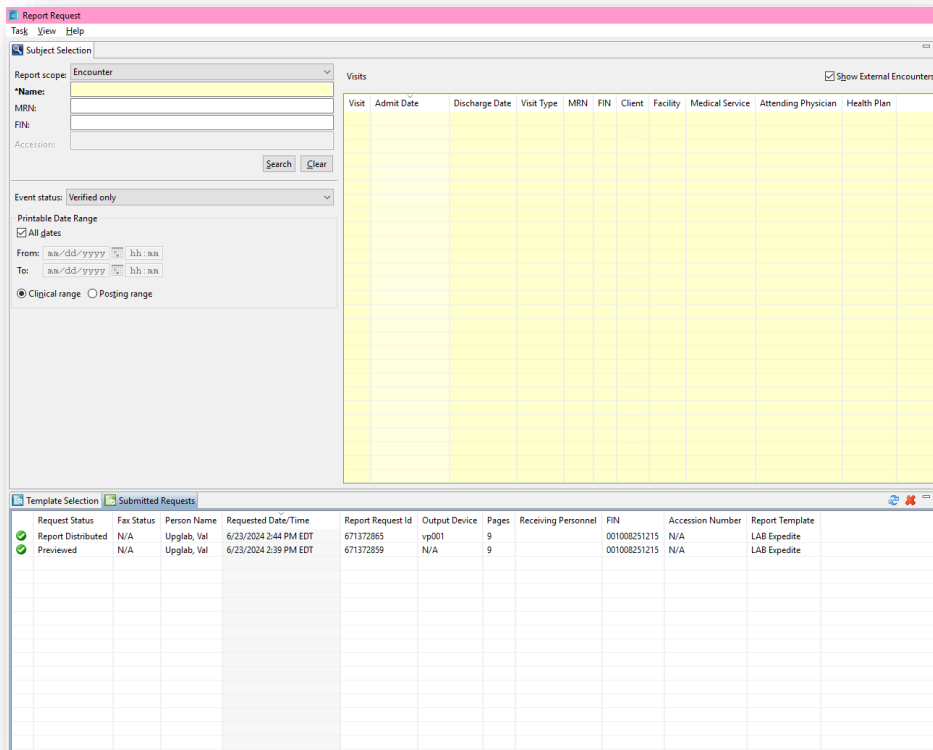 Report Request
Task View Help
Subject Selection
Report scope: Encounter
*Name:
MRN:
FIN:
Accession:
Search Clear
Event status: Verified only
Printable Date Range
All dates
From: mm/dd/yyyy hh:mm
To: mm/dd/yyyy hh:mm
Clinical range Posting range
Visits Show External Encounters
Visit Admit Date Discharge Date Visit Type MRN FIN Client Facility Medical Service Attending Physician Health Plan
Template Selection Submitted Requests
Request Status Fax Status Person Name Requested Date/Time Report Request Id Output Device Pages Receiving Personnel FIN Accession Number Report Template
Report Distributed N/A Upglab, Val 6/23/2024 2:44 PM EDT 671372865 vp001 9 001008251215 N/A LAB Expedite
Previewed N/A Upglab, Val 6/23/2024 2:39 PM EDT 671372859 N/A 9 001008251215 N/A LAB Expedite